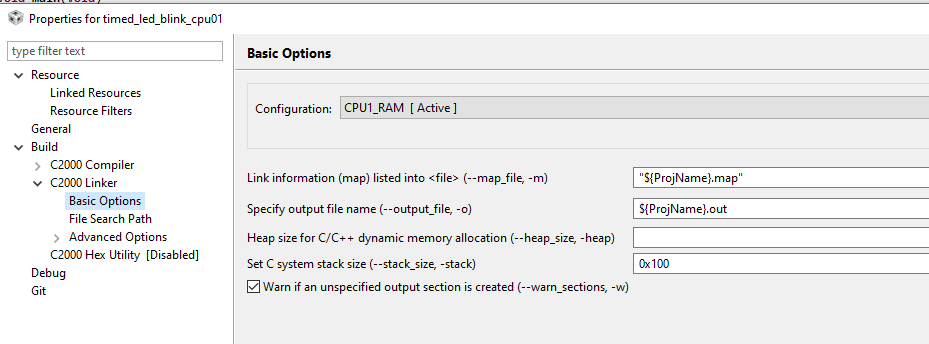 Properties for timed_led_blink_cpu01
type filter text
Resource
Linked Resources
Resource Filters
General
Build
C2000 Compiler
C2000 Linker
Basic Options
File Search Path
Advanced Options
C2000 Hex Utility [Disabled]
Debug
Git
Basic Options
Configuration: CPU1_RAM [ Active ]
Link information (map) listed into <file> (--map_file, -m) "${ProjName}.map"
Specify output file name (--output_file, -o) ${ProjName}.out
Heap size for C/C++ dynamic memory allocation (--heap_size, -heap)
Set C system stack size (--stack_size, -stack) 0x100
Warn if an unspecified output section is created (--warn_sections, -w)